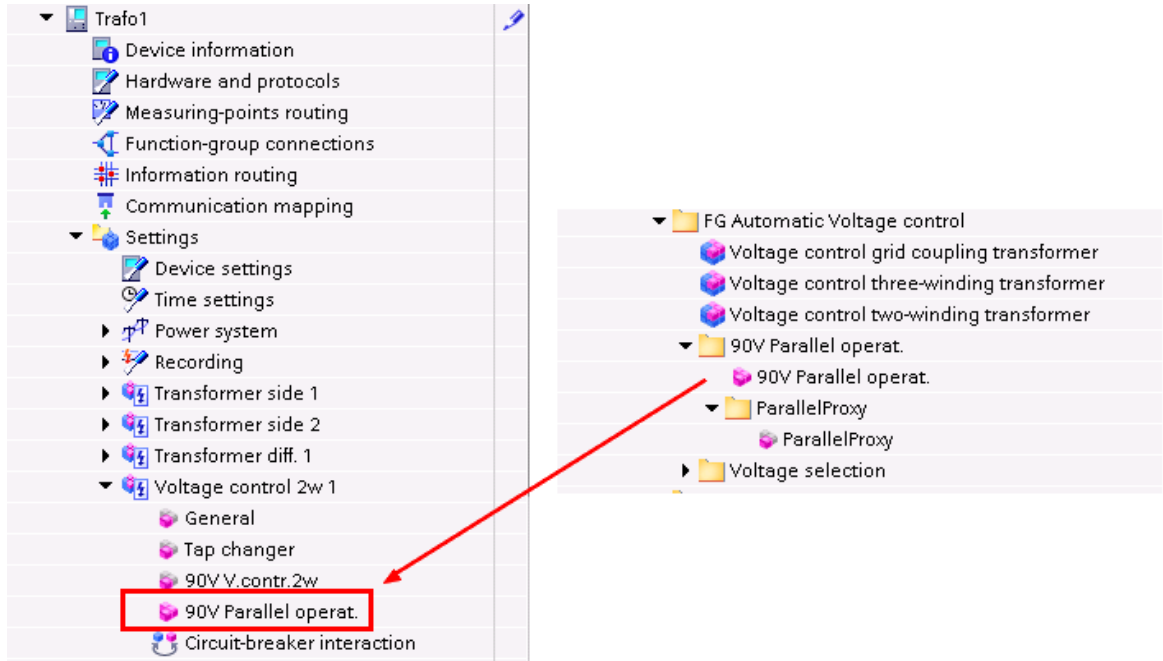 Trafo1
Device information
Hardware and protocols
Measuring-points routing
Function-group connections
Information routing
Communication mapping
Settings
Device settings
Time settings
Power system
Recording
Transformer side 1
Transformer side 2
Transformer diff. 1
Voltage control 2w 1
General
Tap changer
90V V.contr.2w
90V Parallel operat.
Circuit-breaker interaction
FG Automatic Voltage control
Voltage control grid coupling transformer
Voltage control three-winding transformer
Voltage control two-winding transformer
90V Parallel operat.
90V Parallel operat.
ParallelProxy
ParallelProxy
Voltage selection